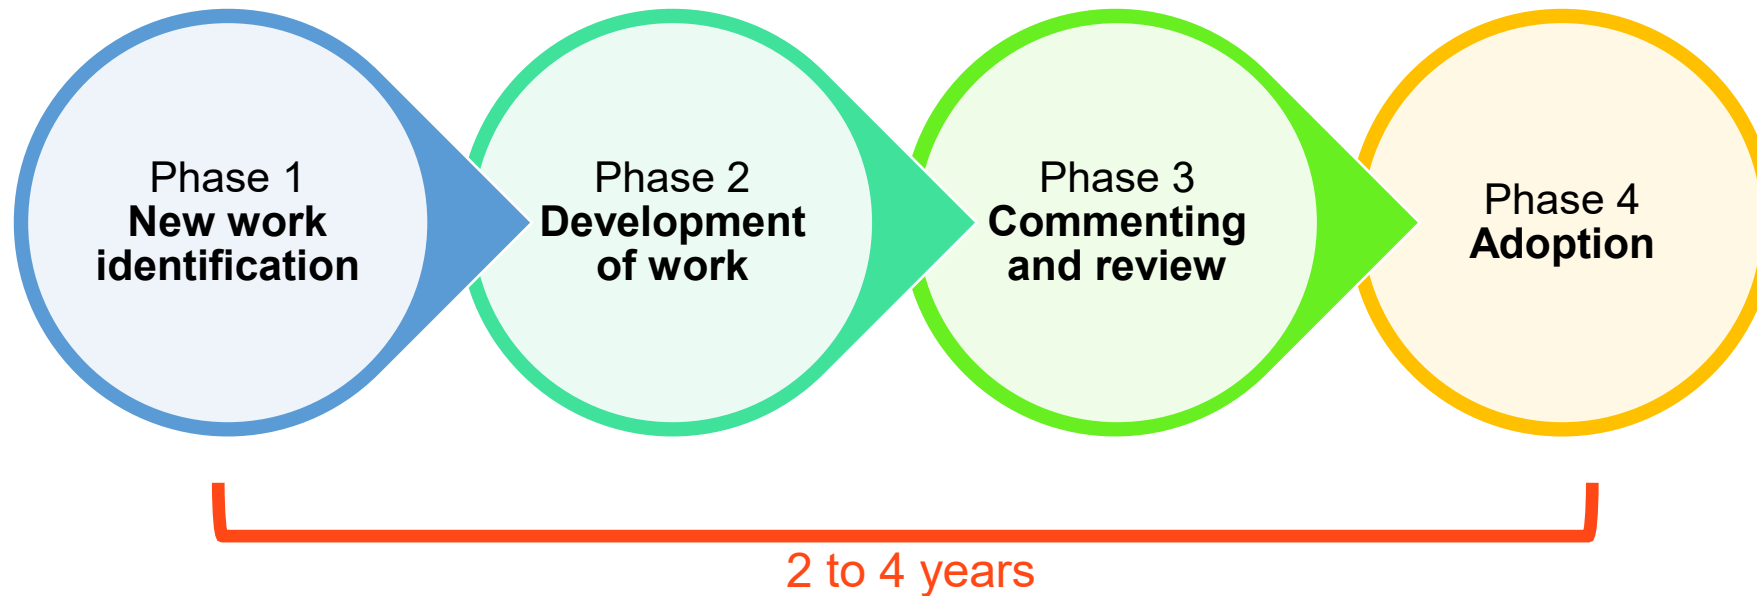 Phase 1
New work
identification
Phase 2
Development
of work
Phase 3
Commenting
and review
Phase 4
Adoption
2 to 4 years